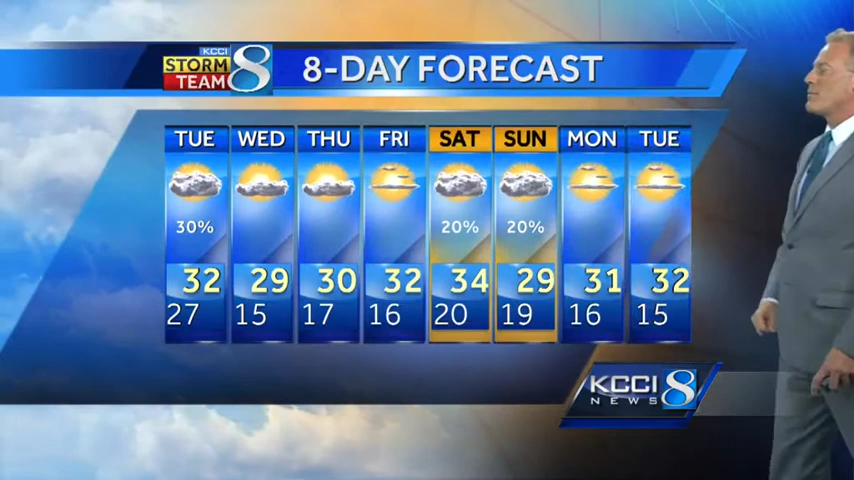 KCCI
STORM
TEAM 8
8-DAY FORECAST
TUE WED THU FRI SAT SUN MON TUE
30% 20% 20%
32 29 30 32 34 29 31 32
27 15 17 16 20 19 16 15
KCCI 8
NEWS